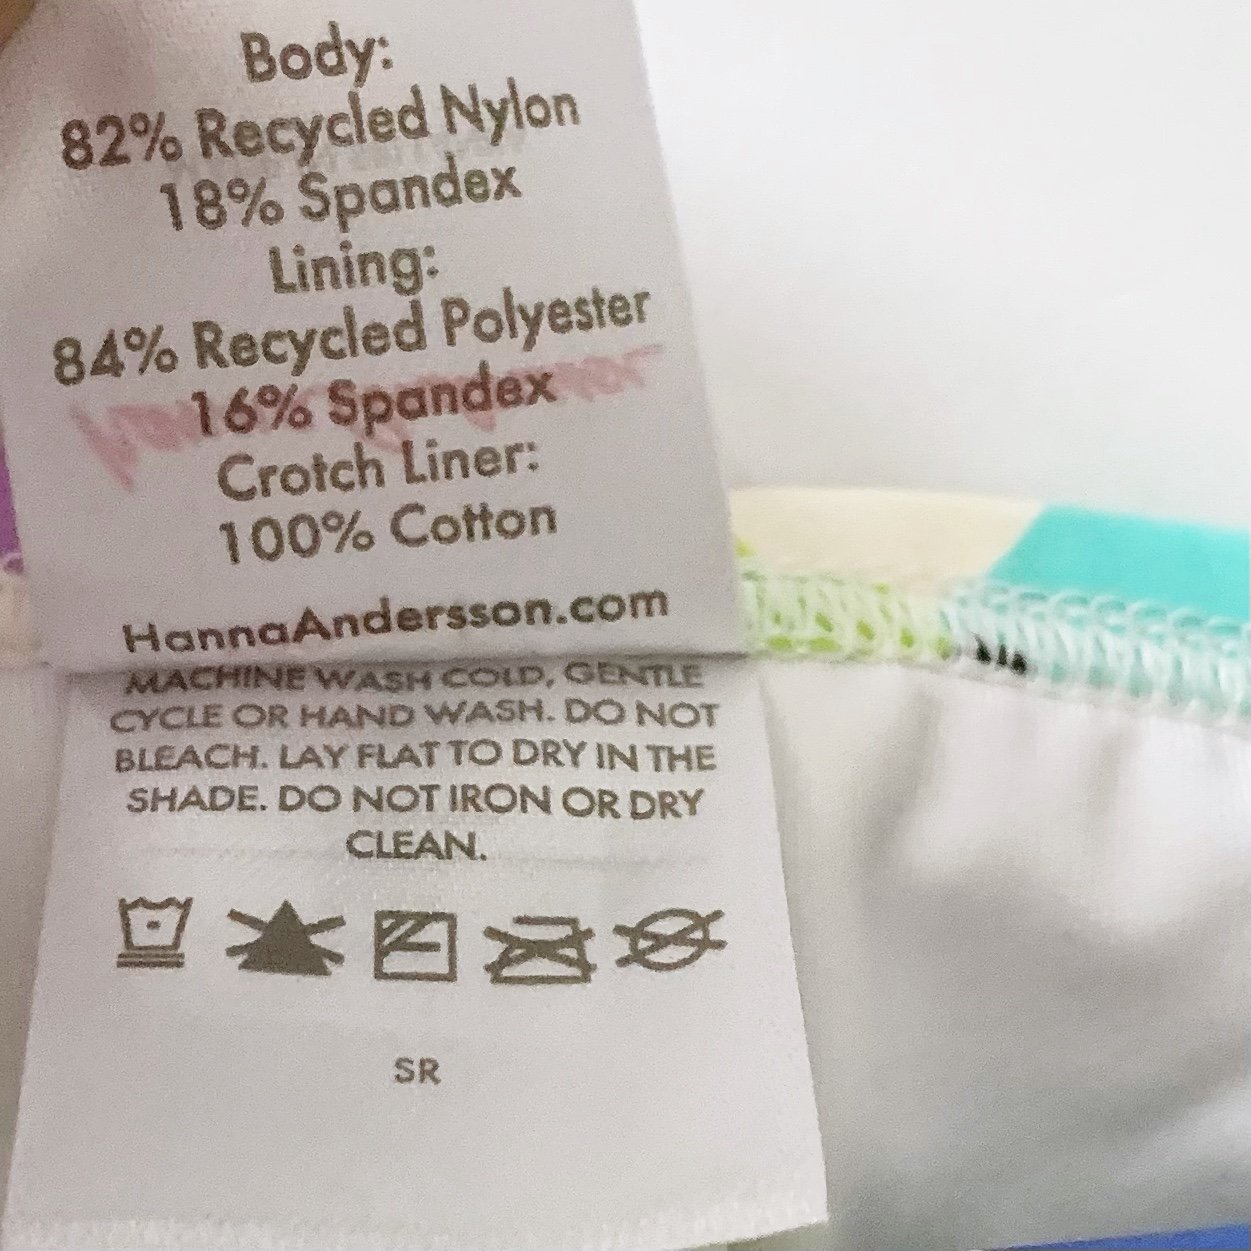 Body:
82% Recycled Nylon
18% Spandex
Lining:
84% Recycled Polyester
16% Spandex
Crotch Liner:
100% Cotton
HannaAndersson.com
MACHINE WASH COLD, GENTLE
CYCLE OR HAND WASH. DO NOT
BLEACH. LAY FLAT TO DRY IN THE
SHADE. DO NOT IRON OR DRY
CLEAN.
SR